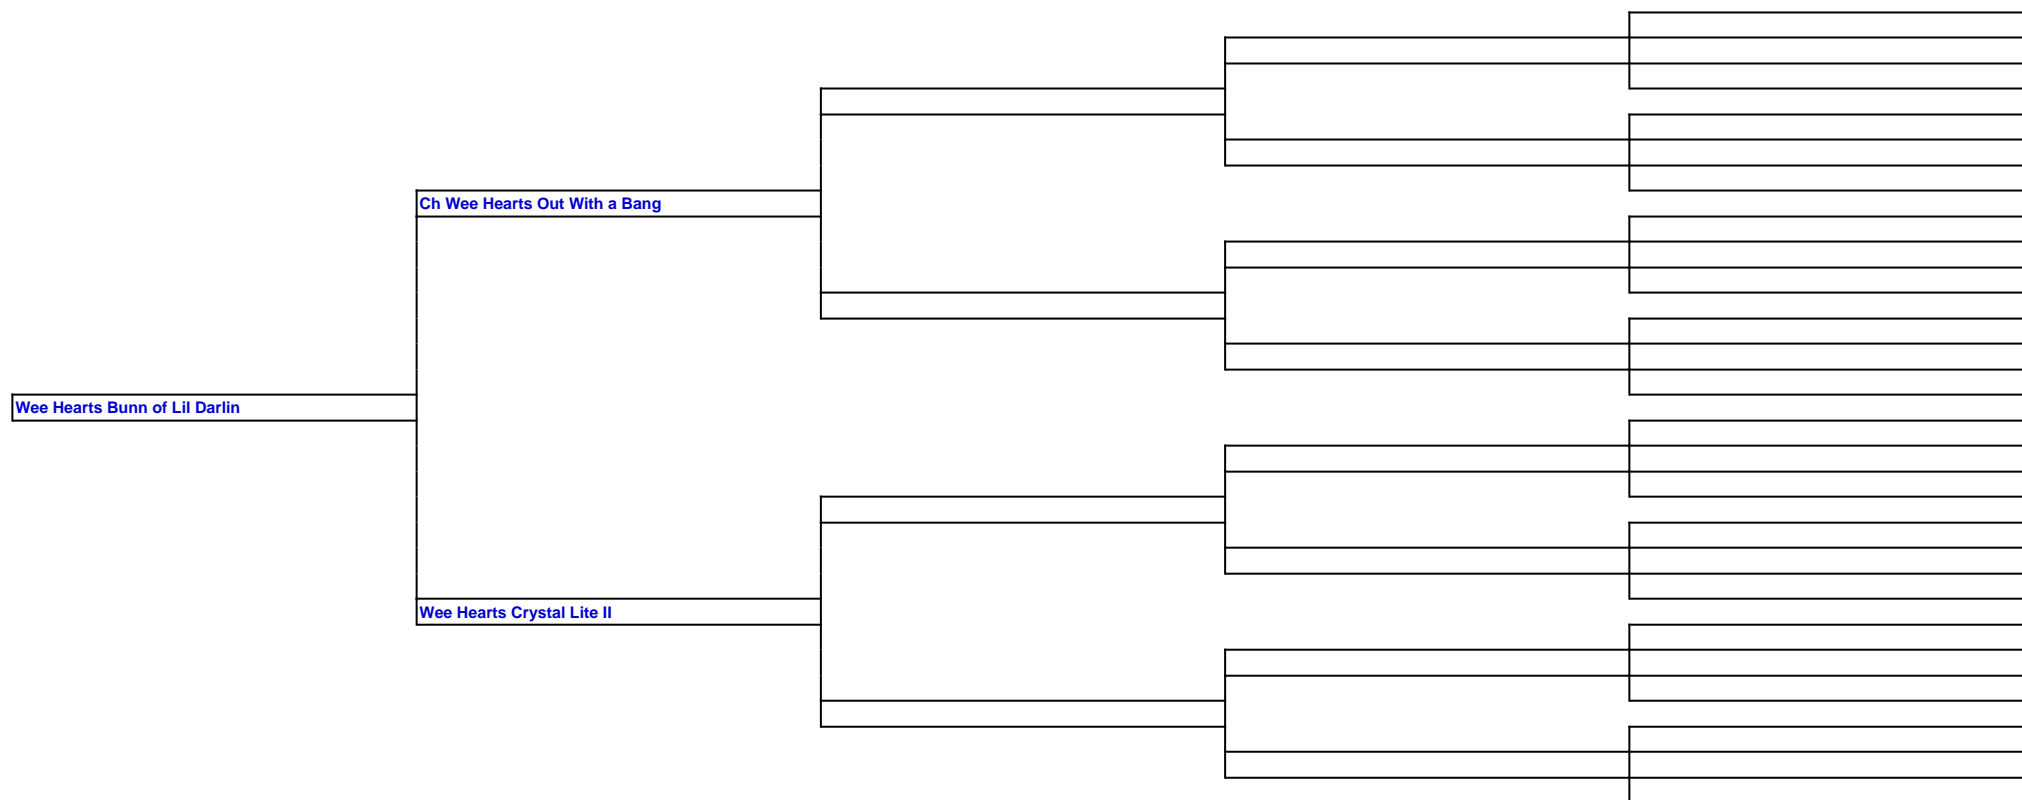 Ch Wee Hearts Out With a Bang
Wee Hearts Bunn of Lil Darlin
Wee Hearts Crystal Lite II